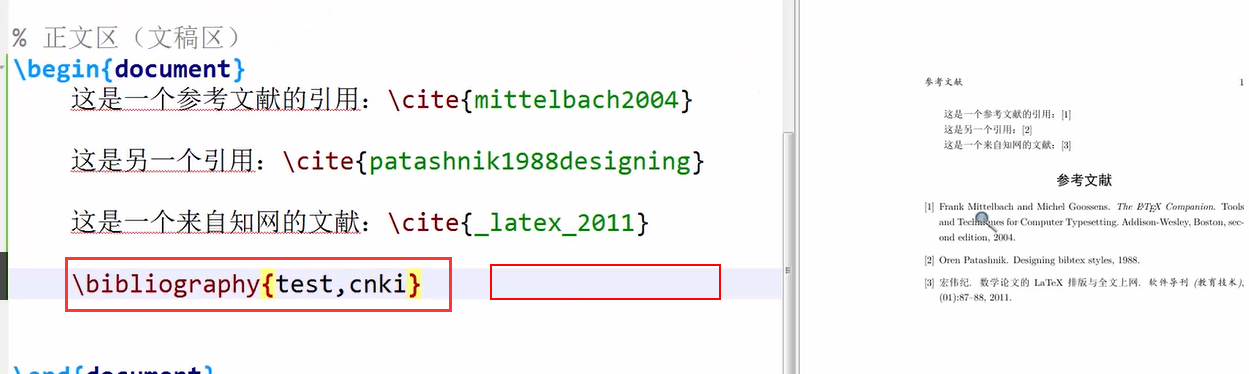 % 正文区（文稿区）
\begin{document}
这是一个参考文献的引用：\cite{mittelbach2004}
这是另一个引用：\cite{patashnik1988designing}
这是一个来自知网的文献：\cite{_latex_2011}
\bibliography{test,cnki}
\end{document}
参考文献 1
这是一个参考文献的引用：[1]
这是另一个引用：[2]
这是一个来自知网的文献：[3]
参考文献
[1] Frank Mittelbach and Michel Goossens. The LATEX Companion. Tools
and Techniques for Computer Typesetting. Addison-Wesley, Boston, sec-
ond edition, 2004.
[2] Oren Patashnik. Designing bibtex styles, 1988.
[3] 宏伟纪. 数学论文的 LaTeX 排版与全文上网. 软件导刊 (教育技术),
(01):87–88, 2011.